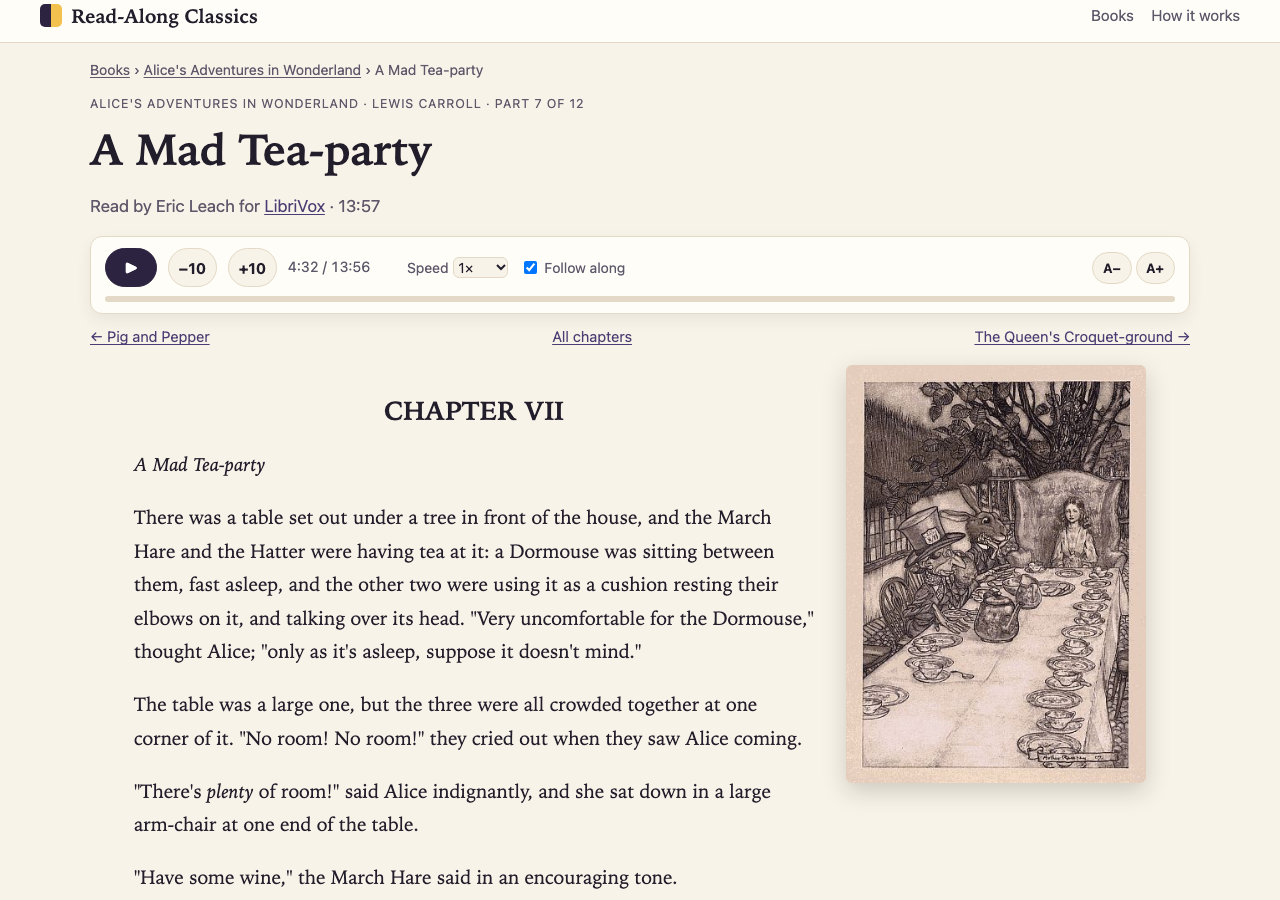 Read-Along Classics
Books
How it works
Books › Alice's Adventures in Wonderland › A Mad Tea-party
ALICE'S ADVENTURES IN WONDERLAND · LEWIS CARROLL · PART 7 OF 12
A Mad Tea-party
Read by Eric Leach for LibriVox · 13:57
−10
+10
4:32 / 13:56
Speed
1×
Follow along
A−
A+
← Pig and Pepper
All chapters
The Queen's Croquet-ground →
CHAPTER VII
A Mad Tea-party
There was a table set out under a tree in front of the house, and the March
Hare and the Hatter were having tea at it: a Dormouse was sitting between
them, fast asleep, and the other two were using it as a cushion resting their
elbows on it, and talking over its head. "Very uncomfortable for the Dormouse,"
thought Alice; "only as it's asleep, suppose it doesn't mind."
The table was a large one, but the three were all crowded together at one
corner of it. "No room! No room!" they cried out when they saw Alice coming.
"There's plenty of room!" said Alice indignantly, and she sat down in a large
arm-chair at one end of the table.
"Have some wine," the March Hare said in an encouraging tone.
Arthur Rackham